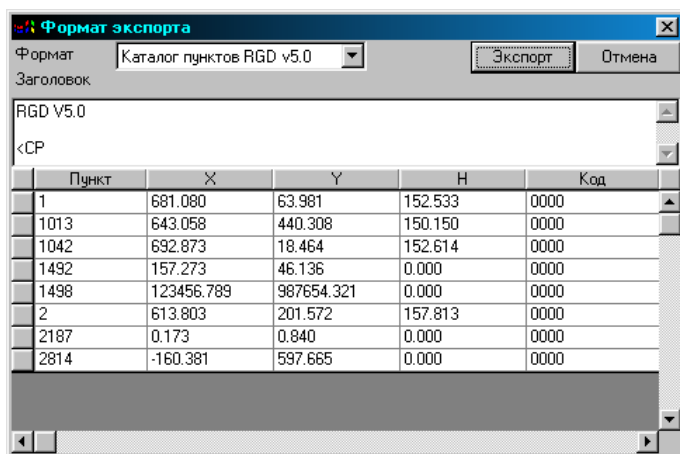 Формат экспорта
Формат Каталог пунктов RGD v5.0 Экспорт Отмена
Заголовок
RGD V5.0
<CP
Пункт X Y H Код
1 681.080 63.981 152.533 0000
1013 643.058 440.308 150.150 0000
1042 692.873 18.464 152.614 0000
1492 157.273 46.136 0.000 0000
1498 123456.789 987654.321 0.000 0000
2 613.803 201.572 157.813 0000
2187 0.173 0.840 0.000 0000
2814 -160.381 597.665 0.000 0000